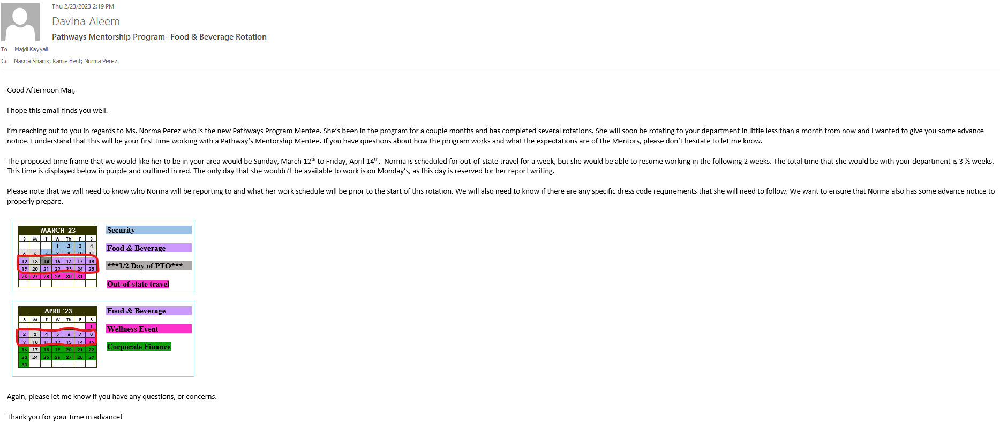 Thu 2/23/2023 2:19 PM
Davina Aleem
Pathways Mentorship Program- Food & Beverage Rotation
To Majdi Kayyali
Cc Nassia Shams; Kamie Best; Norma Perez
Good Afternoon Maj,
I hope this email finds you well.
I'm reaching out to you in regards to Ms. Norma Perez who is the new Pathways Program Mentee. She's been in the program for a couple months and has completed several rotations. She will soon be rotating to your department in little less than a month from now and I wanted to give you some advance
notice. I understand that this will be your first time working with a Pathway's Mentorship Mentee. If you have questions about how the program works and what the expectations are of the Mentors, please don't hesitate to let me know.
The proposed time frame that we would like her to be in your area would be Sunday, March 12th to Friday, April 14th. Norma is scheduled for out-of-state travel for a week, but she would be able to resume working in the following 2 weeks. The total time that she would be with your department is 3 ½ weeks.
This time is displayed below in purple and outlined in red. The only day that she wouldn't be available to work is on Monday's, as this day is reserved for her report writing.
Please note that we will need to know who Norma will be reporting to and what her work schedule will be prior to the start of this rotation. We will also need to know if there are any specific dress code requirements that she will need to follow. We want to ensure that Norma also has some advance notice to
properly prepare.
MARCH '23
S M T W Th F S
1 2 3 4
5 6 7 8 9 10 11
12 13 14 15 16 17 18
19 20 21 22 23 24 25
26 27 28 29 30 31
Security
Food & Beverage
***1/2 Day of PTO***
Out-of-state travel
APRIL '23
S M T W Th F S
1
2 3 4 5 6 7 8
9 10 11 12 13 14 15
16 17 18 19 20 21 22
23 24 25 26 27 28 29
30
Food & Beverage
Wellness Event
Corporate Finance
Again, please let me know if you have any questions, or concerns.
Thank you for your time in advance!